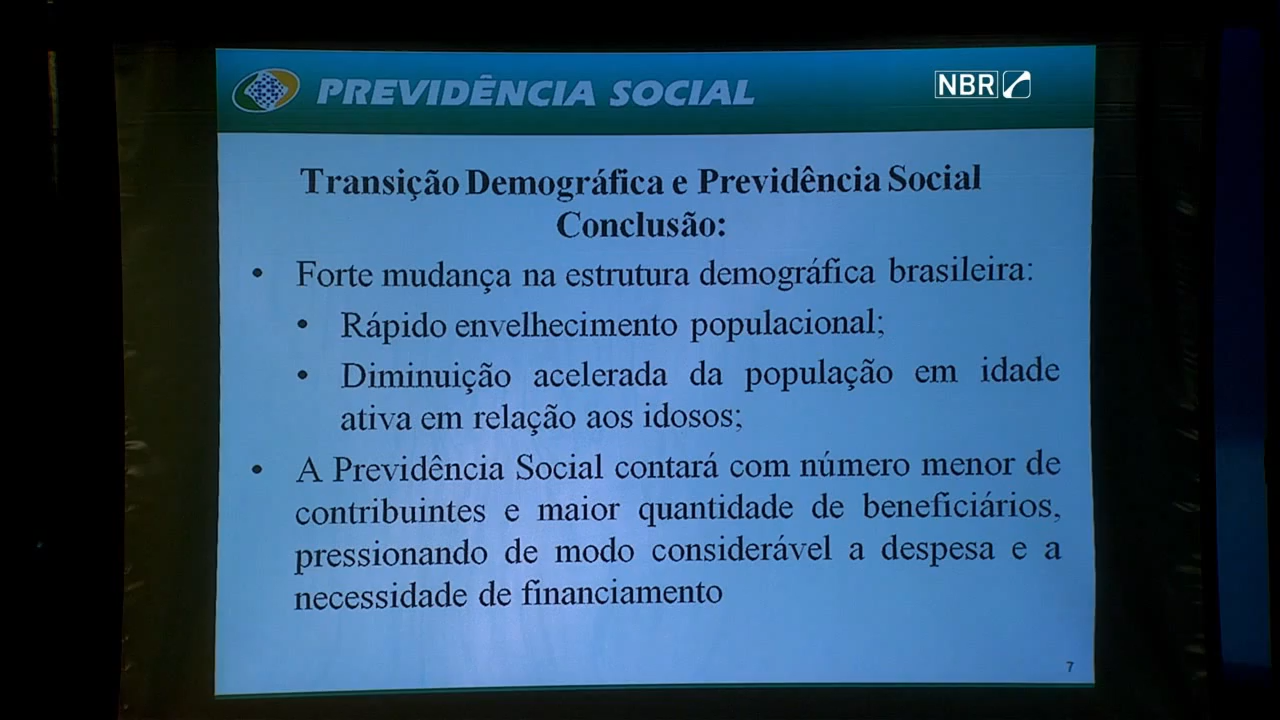 PREVIDÊNCIA SOCIAL
NBR
Transição Demográfica e Previdência Social
Conclusão:
• Forte mudança na estrutura demográfica brasileira:
• Rápido envelhecimento populacional;
• Diminuição acelerada da população em idade
ativa em relação aos idosos;
• A Previdência Social contará com número menor de
contribuintes e maior quantidade de beneficiários,
pressionando de modo considerável a despesa e a
necessidade de financiamento
7